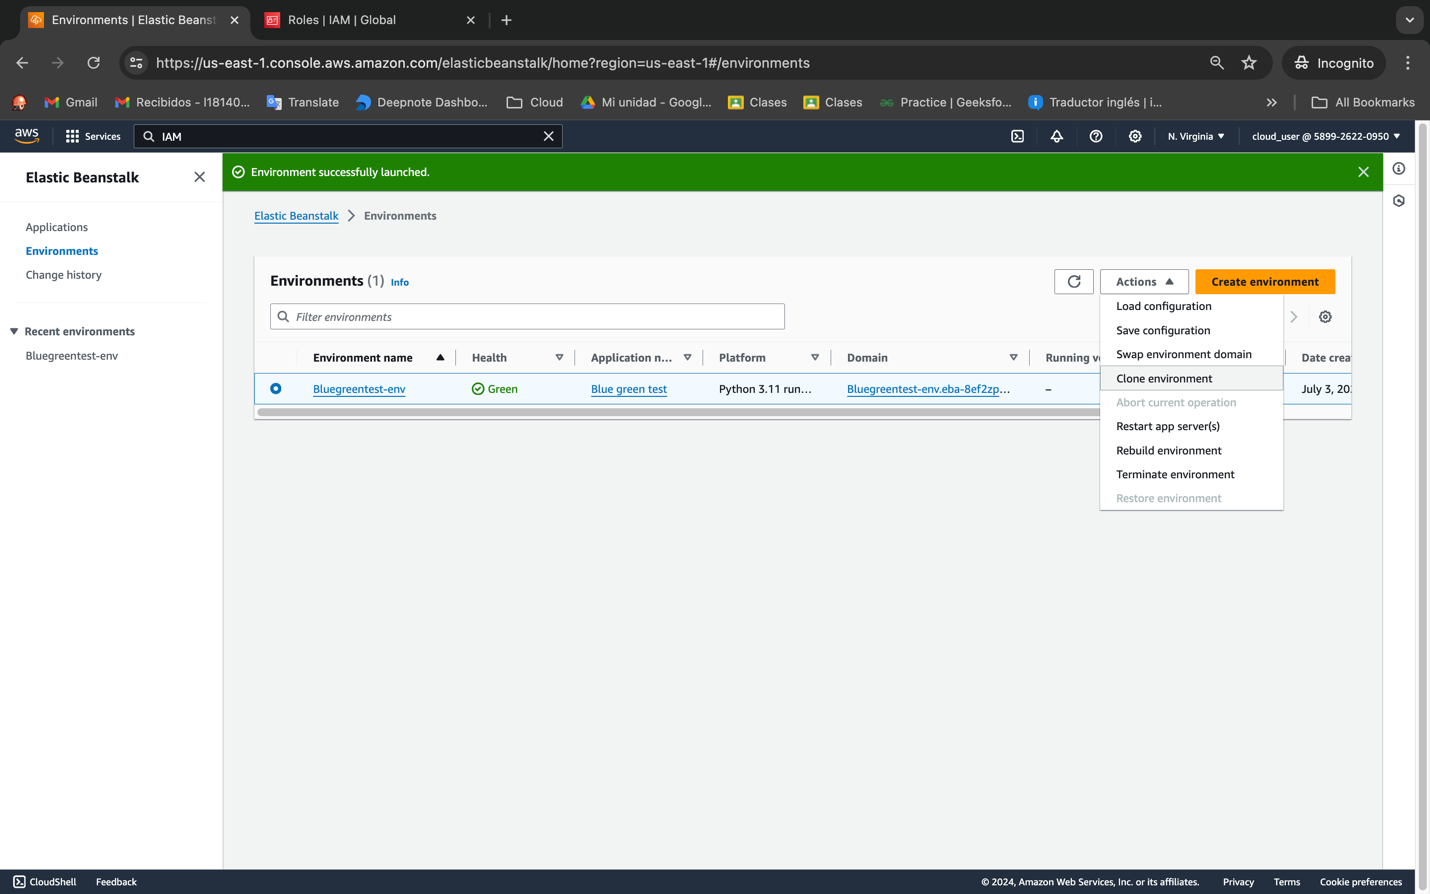 Environments | Elastic Beanst
Roles | IAM | Global
https://us-east-1.console.aws.amazon.com/elasticbeanstalk/home?region=us-east-1#/environments
Incognito
Gmail
Recibidos - l18140...
Translate
Deepnote Dashbo...
Cloud
Mi unidad - Googl...
Clases
Clases
Practice | Geeksfo...
Traductor inglés | i...
All Bookmarks
aws
Services
IAM
N. Virginia
cloud_user @ 5899-2622-0950
Elastic Beanstalk
Environment successfully launched.
Elastic Beanstalk
Environments
Applications
Environments
Change history
Recent environments
Bluegreentest-env
Environments (1) Info
Actions
Create environment
Filter environments
Load configuration
Save configuration
Swap environment domain
Clone environment
Abort current operation
Restart app server(s)
Rebuild environment
Terminate environment
Restore environment
Environment name
Health
Application n...
Platform
Domain
Running ve
Date crea
Bluegreentest-env
Green
Blue green test
Python 3.11 run...
Bluegreentest-env.eba-8ef2zp...
–
July 3, 20
CloudShell
Feedback
© 2024, Amazon Web Services, Inc. or its affiliates.
Privacy
Terms
Cookie preferences